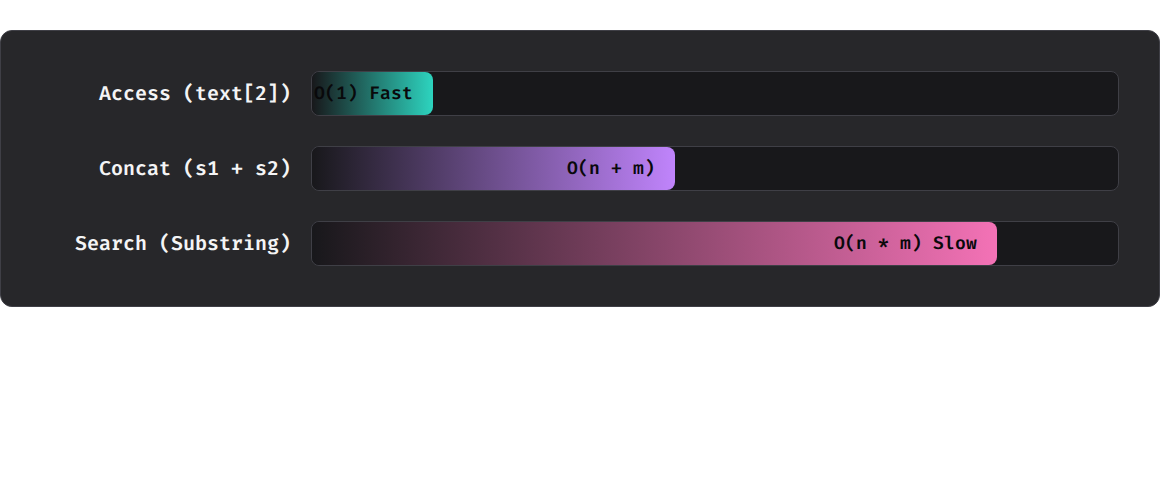 Access (text[2]) O(1) Fast
Concat (s1 + s2) O(n + m)
Search (Substring) O(n * m) Slow